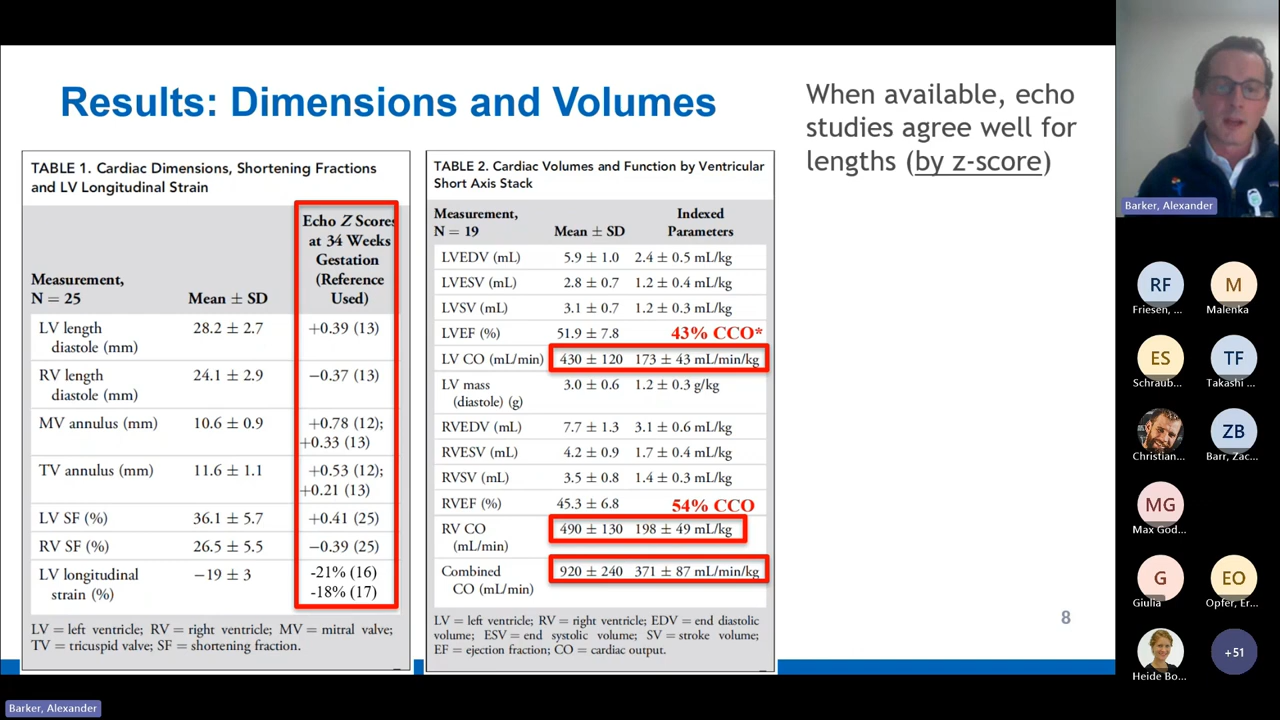 Results: Dimensions and Volumes
When available, echo
studies agree well for
lengths (by z-score)
TABLE 1. Cardiac Dimensions, Shortening Fractions
and LV Longitudinal Strain
Measurement,
N = 25
Mean ± SD
Echo Z Scores
at 34 Weeks
Gestation
(Reference
Used)
LV length
diastole (mm)
28.2 ± 2.7
+0.39 (13)
RV length
diastole (mm)
24.1 ± 2.9
−0.37 (13)
MV annulus (mm)
10.6 ± 0.9
+0.78 (12);
+0.33 (13)
TV annulus (mm)
11.6 ± 1.1
+0.53 (12);
+0.21 (13)
LV SF (%)
36.1 ± 5.7
+0.41 (25)
RV SF (%)
26.5 ± 5.5
−0.39 (25)
LV longitudinal
strain (%)
−19 ± 3
-21% (16)
-18% (17)
LV = left ventricle; RV = right ventricle; MV = mitral valve;
TV = tricuspid valve; SF = shortening fraction.
TABLE 2. Cardiac Volumes and Function by Ventricular
Short Axis Stack
Measurement,
N = 19
Mean ± SD
Indexed
Parameters
LVEDV (mL) 5.9 ± 1.0 2.4 ± 0.5 mL/kg
LVESV (mL) 2.8 ± 0.7 1.2 ± 0.4 mL/kg
LVSV (mL) 3.1 ± 0.7 1.2 ± 0.3 mL/kg
LVEF (%) 51.9 ± 7.8 43% CCO*
LV CO (mL/min) 430 ± 120 173 ± 43 mL/min/kg
LV mass
(diastole) (g)
3.0 ± 0.6 1.2 ± 0.3 g/kg
RVEDV (mL) 7.7 ± 1.3 3.1 ± 0.6 mL/kg
RVESV (mL) 4.2 ± 0.9 1.7 ± 0.4 mL/kg
RVSV (mL) 3.5 ± 0.8 1.4 ± 0.3 mL/kg
RVEF (%) 45.3 ± 6.8 54% CCO
RV CO
(mL/min)
490 ± 130 198 ± 49 mL/kg
Combined
CO (mL/min)
920 ± 240 371 ± 87 mL/min/kg
LV = left ventricle; RV = right ventricle; EDV = end diastolic
volume; ESV = end systolic volume; SV = stroke volume;
EF = ejection fraction; CO = cardiac output.
8
Barker, Alexander
RF
Friesen, ...
M
Malenka
ES
Schraub...
TF
Takashi ...
Christian...
ZB
Barr, Zac...
MG
Max God...
G
Giulia
EO
Opfer, Er...
Heide Bo...
+51
Barker, Alexander